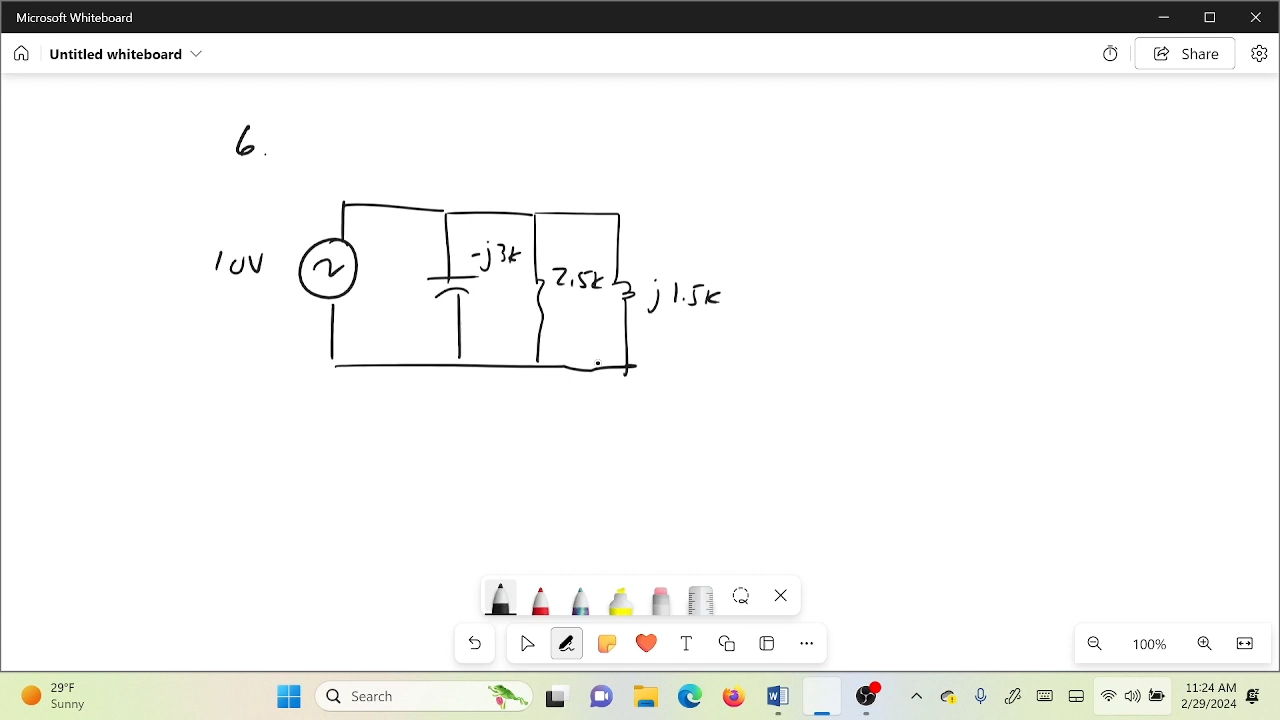 Microsoft Whiteboard
Untitled whiteboard
Share
6.
10V
-j3k
2.5k
j1.5k
T
100%
29°F
Sunny
Search
11:24 AM
2/29/2024